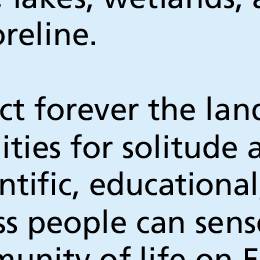 lakes, wetlands, a
oreline.
ct forever the land
ities for solitude a
ntific, educational,
ss people can sense
munity of life on E